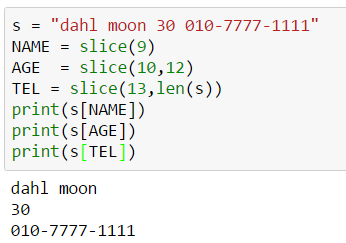 s = "dahl moon 30 010-7777-1111"
NAME = slice(9)
AGE  = slice(10,12)
TEL = slice(13,len(s))
print(s[NAME])
print(s[AGE])
print(s[TEL])
dahl moon
30
010-7777-1111